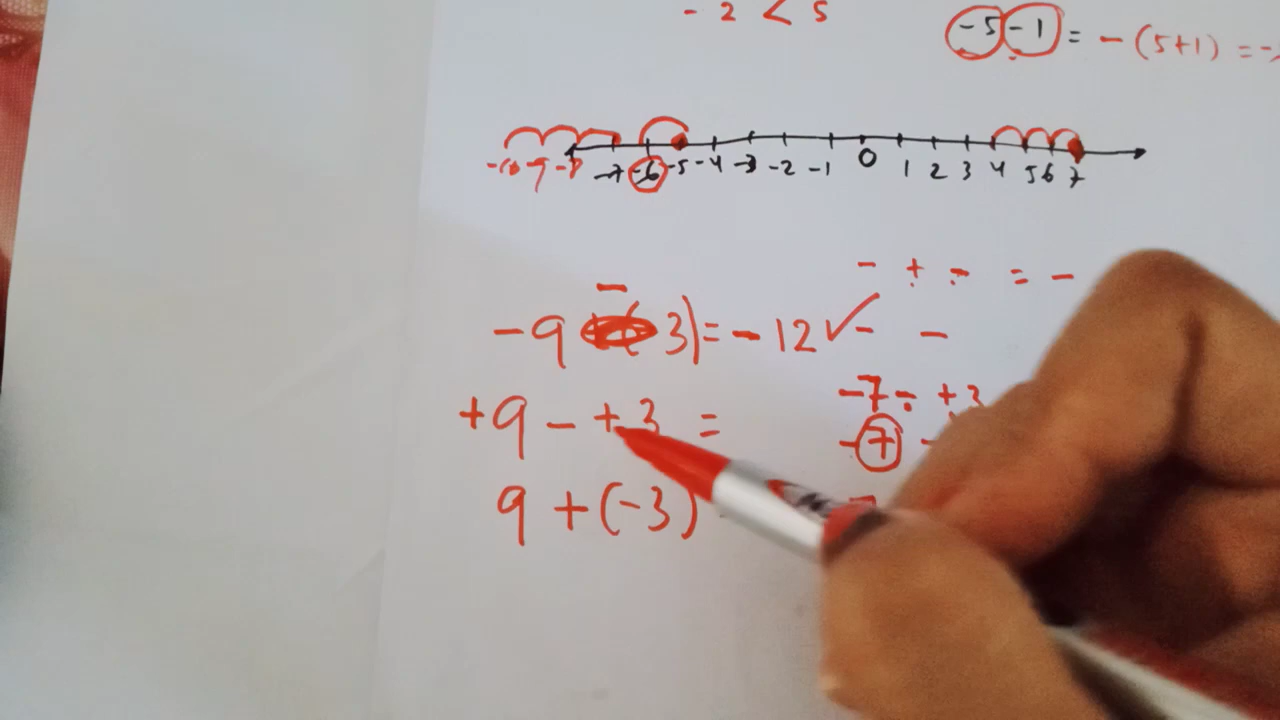 - 2 < 5
-5 -1 = - (5+1) =
-10 -9 -8 -7 -6 -5 -4 -3 -2 -1 0 1 2 3 4 5 6 7
- + - = -
-9 - 3) = - 12 ✓ - -
-7 - +3
+9 - +3 =
-7 -
9 + (-3)